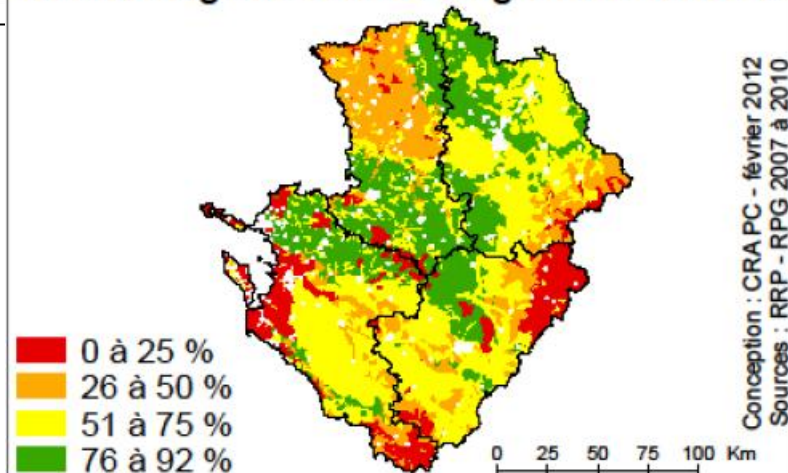 0 à 25 %
26 à 50 %
51 à 75 %
76 à 92 %
0 25 50 75 100 Km
Conception : CRA PC - février 2012
Sources : RRP - RPG 2007 à 2010